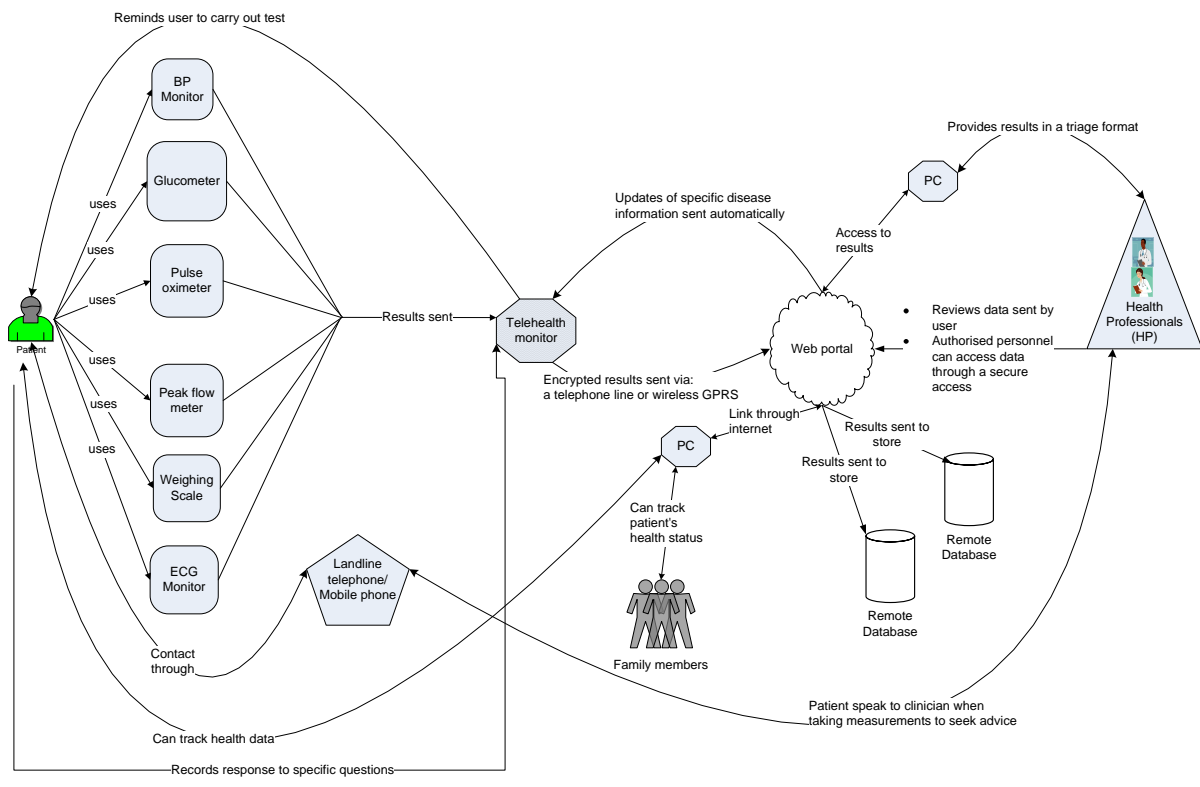 Reminds user to carry out test
BP
Monitor
Glucometer
Pulse
oximeter
Peak flow
meter
Weighing
Scale
ECG
Monitor
uses
uses
uses
uses
uses
uses
Patient
Results sent
Telehealth
monitor
Updates of specific disease
information sent automatically
Encrypted results sent via:
a telephone line or wireless GPRS
Web portal
Access to
results
PC
Provides results in a triage format
Health
Professionals
(HP)
• Reviews data sent by
user
• Authorised personnel
can access data
through a secure
access
Link through
internet
PC
Results sent to
store
Results sent to
store
Remote
Database
Remote
Database
Can track
patient's
health status
Family members
Landline
telephone/
Mobile phone
Contact
through
Patient speak to clinician when
taking measurements to seek advice
Can track health data
Records response to specific questions